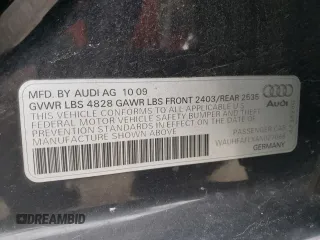 MFD. BY AUDI AG 10 09
GVWR LBS 4828 GAWR LBS FRONT 2403/REAR 2535
THIS VEHICLE CONFORMS TO ALL APPLICABLE U.S.
FEDERAL MOTOR VEHICLE SAFETY BUMPER AND THEFT
PREVENTION STANDARDS IN EFFECT ON THE DATE OF
MANUFACTURE SHOWN ABOVE
Audi
PASSENGER CAR
GERMANY
DREAMBID